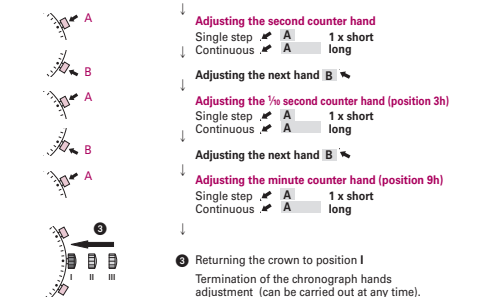 A
↓
Adjusting the second counter hand
Single step A 1 x short
Continuous A long
B
↓
Adjusting the next hand B
A
↓
Adjusting the 1/10 second counter hand (position 3h)
Single step A 1 x short
Continuous A long
B
↓
Adjusting the next hand B
A
↓
Adjusting the minute counter hand (position 9h)
Single step A 1 x short
Continuous A long
↓
3
I II III
3 Returning the crown to position I
Termination of the chronograph hands
adjustment (can be carried out at any time).